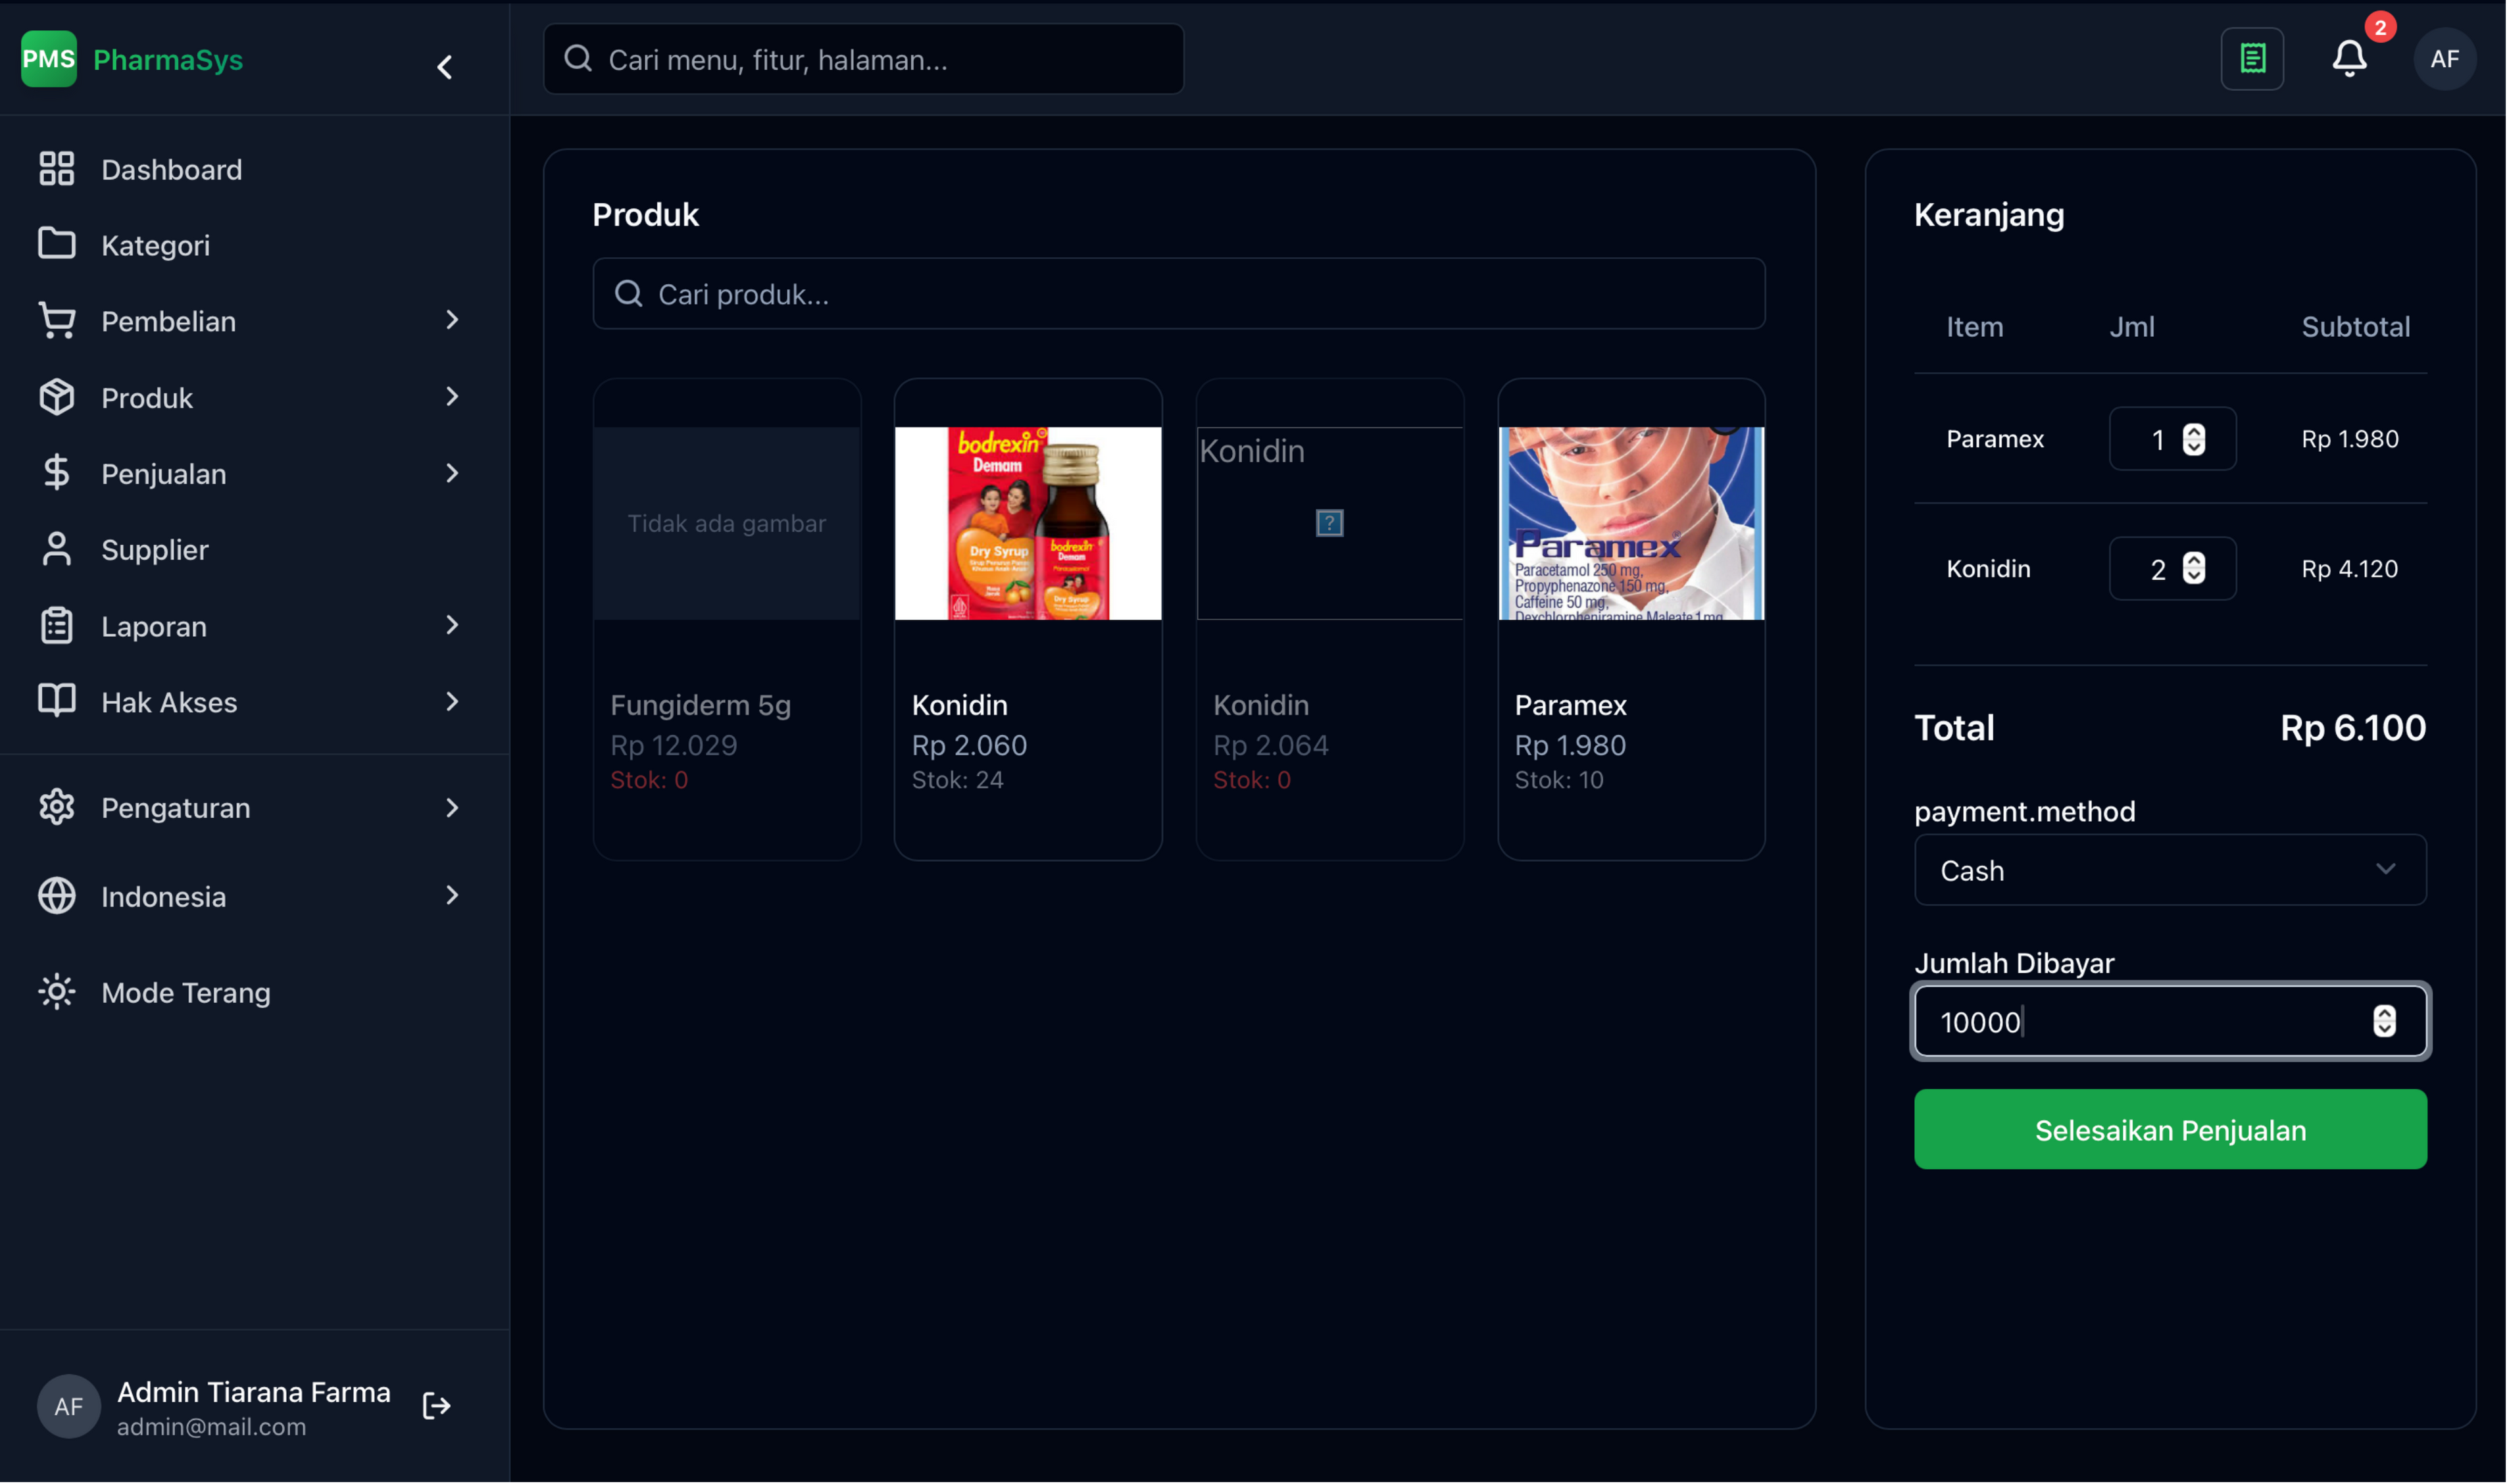 PMS PharmaSys
Cari menu, fitur, halaman...
2
AF
Dashboard
Kategori
Pembelian
Produk
Penjualan
Supplier
Laporan
Hak Akses
Pengaturan
Indonesia
Mode Terang
AF
Admin Tiarana Farma
admin@mail.com
Produk
Cari produk...
Tidak ada gambar
Fungiderm 5g
Rp 12.029
Stok: 0
bodrexin
Demam
Dry Syrup
bodrexin
Demam
Dry Syrup
Konidin
Rp 2.060
Stok: 24
Konidin
?
Konidin
Rp 2.064
Stok: 0
Paramex
Paracetamol 250 mg,
Propyphenazone 150 mg,
Caffeine 50 mg,
Dexchlorpheniramine Maleate 1 mg
Paramex
Rp 1.980
Stok: 10
Keranjang
Item Jml Subtotal
Paramex 1 Rp 1.980
Konidin 2 Rp 4.120
Total Rp 6.100
payment.method
Cash
Jumlah Dibayar
10000
Selesaikan Penjualan